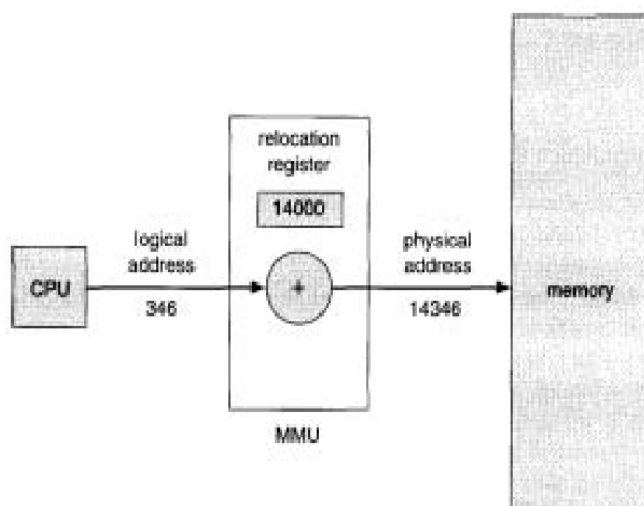 relocation
register
14000
logical
address
346
CPU
+
physical
address
14346
memory
MMU